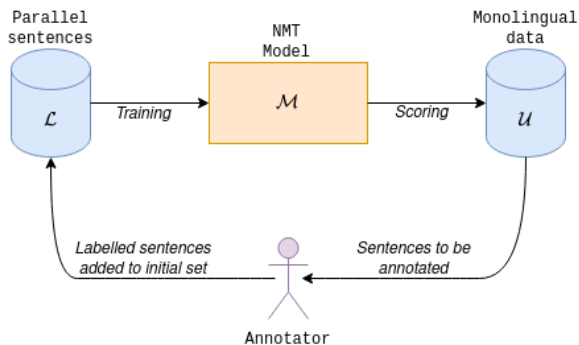 Parallel
sentences
NMT
Model
Monolingual
data
ℒ
Training
ℳ
Scoring
𝒰
Labelled sentences
added to initial set
Sentences to be
annotated
Annotator